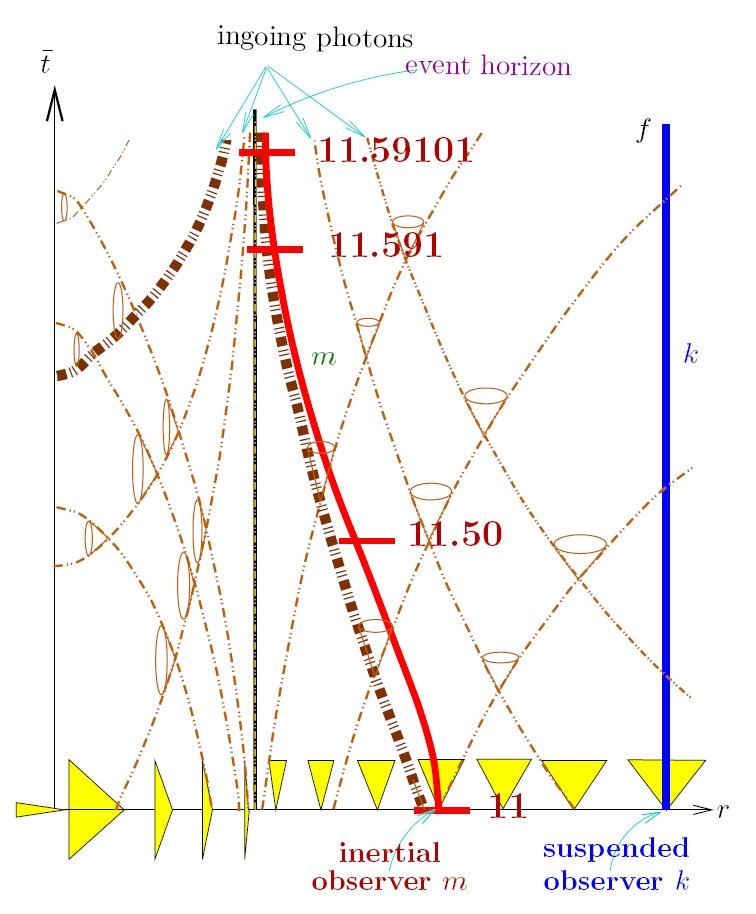 ingoing photons
t̄
event horizon
f
11.59101
11.591
m
k
11.50
11
r
inertial
observer m
suspended
observer k